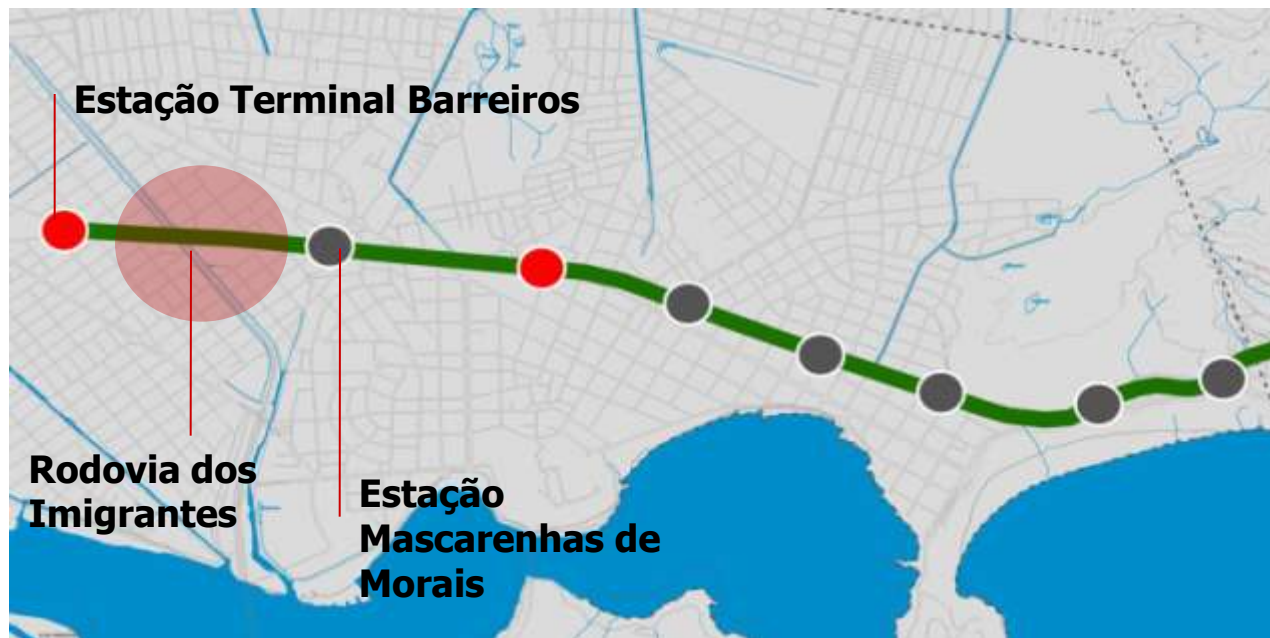 Estação Terminal Barreiros
Rodovia dos
Imigrantes
Estação
Mascarenhas de
Morais